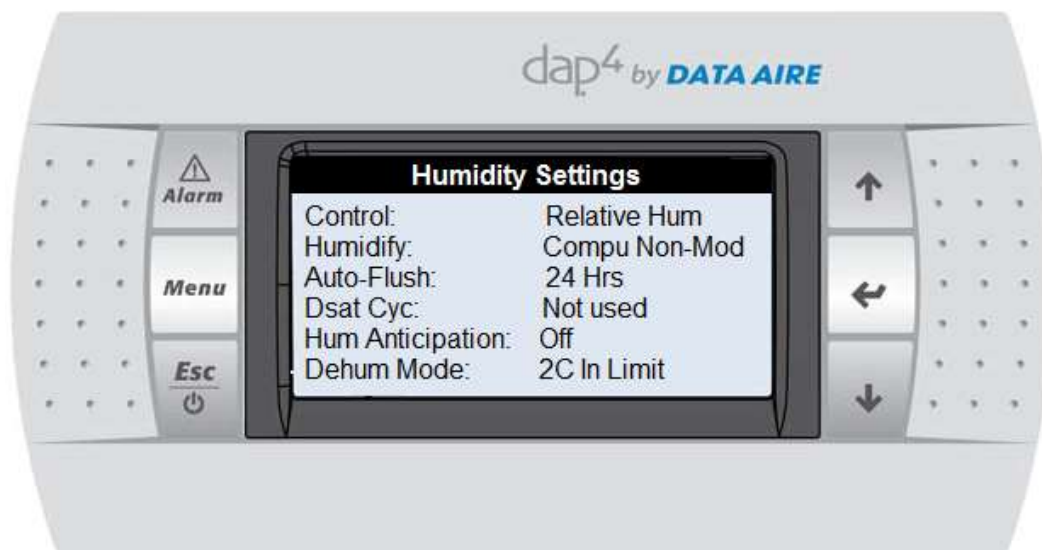 dap4 by DATA AIRE
Humidity Settings
Alarm
Control: Relative Hum
Humidify: Compu Non-Mod
Menu
Auto-Flush: 24 Hrs
Dsat Cyc: Not used
Hum Anticipation: Off
Esc
Dehum Mode: 2C In Limit